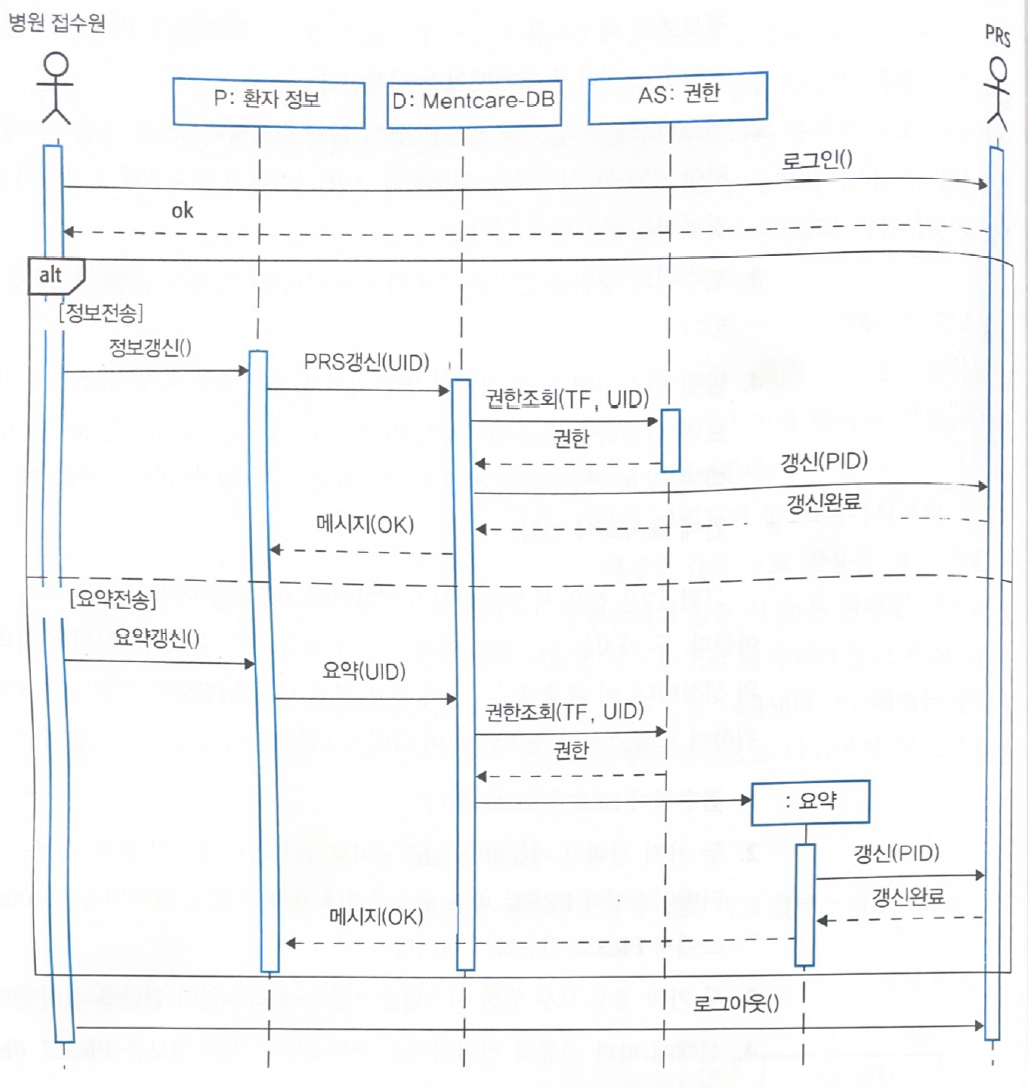 병원 접수원
PRS
P: 환자 정보
D: Mentcare-DB
AS: 권한
로그인()
ok
alt
[정보전송]
정보갱신()
PRS갱신(UID)
권한조회(TF, UID)
권한
갱신(PID)
갱신완료
메시지(OK)
[요약전송]
요약갱신()
요약(UID)
권한조회(TF, UID)
권한
: 요약
갱신(PID)
갱신완료
메시지(OK)
로그아웃()